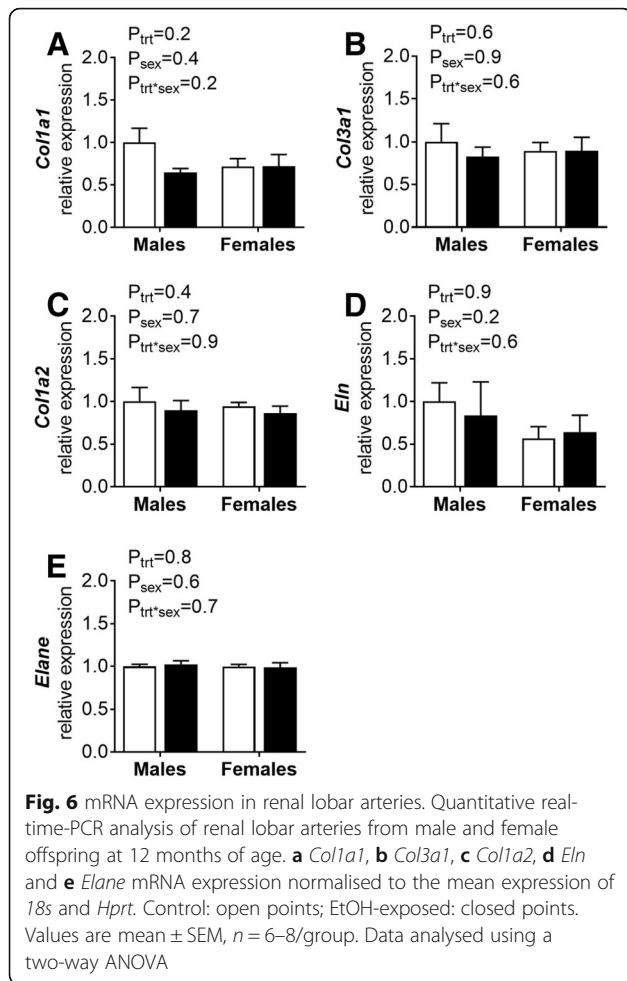 A
P_trt=0.2
P_sex=0.4
P_trt*sex=0.2
Col1a1
relative expression
2.0
1.5
1.0
0.5
0.0
Males Females
B
P_trt=0.6
P_sex=0.9
P_trt*sex=0.6
Col3a1
relative expression
2.0
1.5
1.0
0.5
0.0
Males Females
C
P_trt=0.4
P_sex=0.7
P_trt*sex=0.9
Col1a2
relative expression
2.0
1.5
1.0
0.5
0.0
Males Females
D
P_trt=0.9
P_sex=0.2
P_trt*sex=0.6
Eln
relative expression
2.0
1.5
1.0
0.5
0.0
Males Females
E
P_trt=0.8
P_sex=0.6
P_trt*sex=0.7
Elane
relative expression
2.0
1.5
1.0
0.5
0.0
Males Females
Fig. 6 mRNA expression in renal lobar arteries. Quantitative real-
time-PCR analysis of renal lobar arteries from male and female
offspring at 12 months of age. a Col1a1, b Col3a1, c Col1a2, d Eln
and e Elane mRNA expression normalised to the mean expression of
18s and Hprt. Control: open points; EtOH-exposed: closed points.
Values are mean ± SEM, n = 6–8/group. Data analysed using a
two-way ANOVA